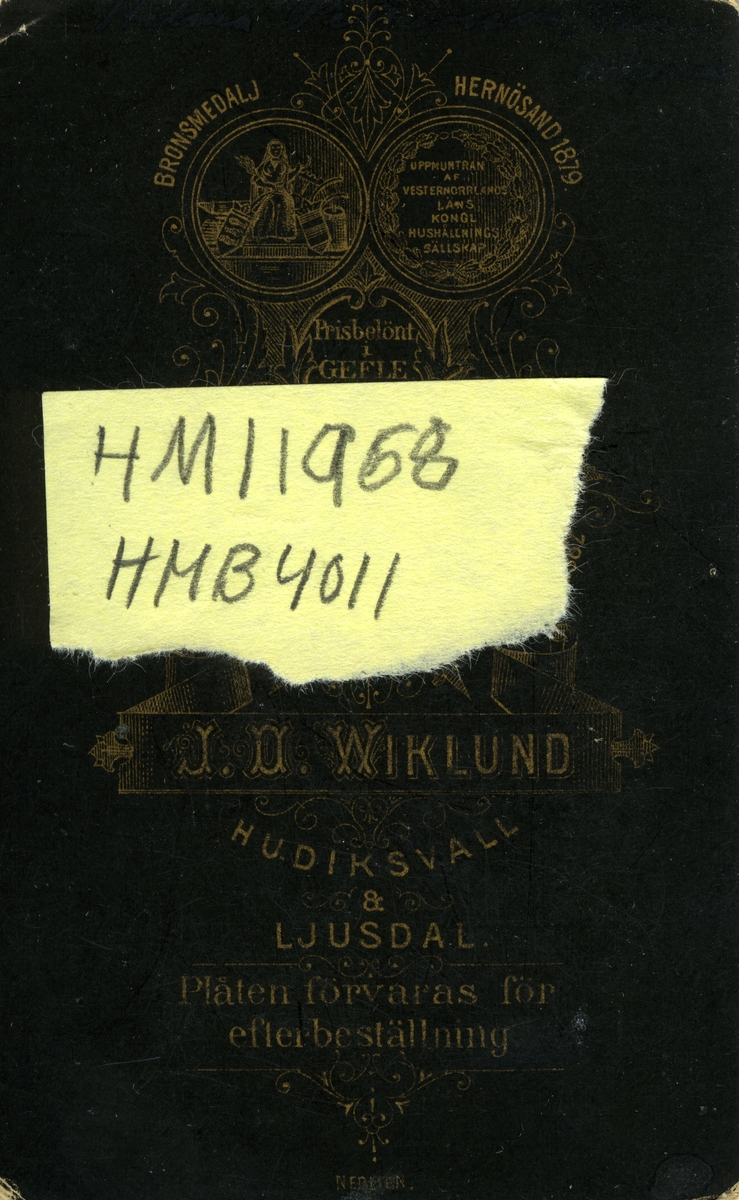 BRONSMEDALJ HERNÖSAND 1879
UPPMUNTRAN
AF
VESTERNORRLANDS
LÄNS
KONGL
HUSHÅLLNINGS
SÄLLSKAP
Prisbelönt
i
GEFLE
HM11958
HMB4011
J. O. WIKLUND
HUDIKSVALL
&
LJUSDAL.
Plåten förvaras för
efterbeställning